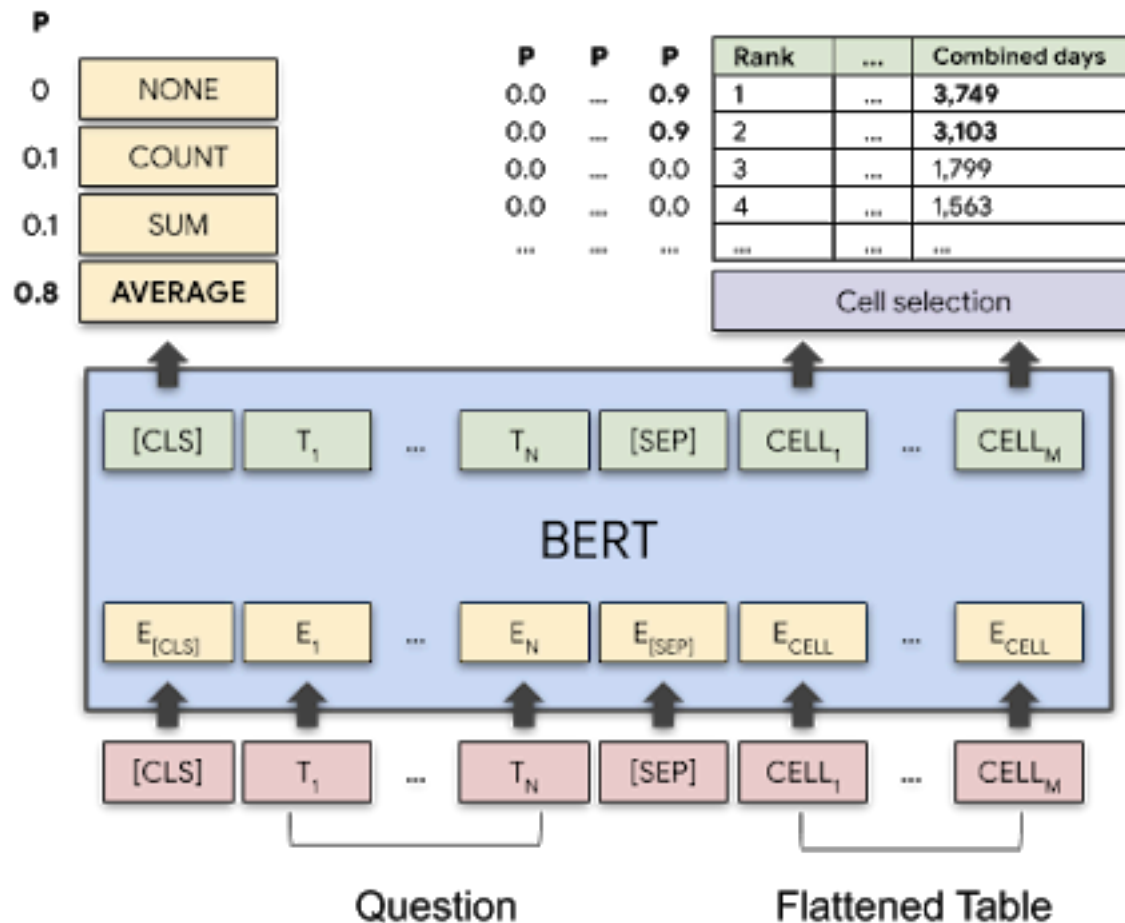 P
0 NONE
0.1 COUNT
0.1 SUM
0.8 AVERAGE
P P P Rank ... Combined days
0.0 ... 0.9 1 ... 3,749
0.0 ... 0.9 2 ... 3,103
0.0 ... 0.0 3 ... 1,799
0.0 ... 0.0 4 ... 1,563
... ... ... ... ... ...
Cell selection
[CLS] T1 ... TN [SEP] CELL1 ... CELLM
BERT
E[CLS] E1 ... EN E[SEP] ECELL ... ECELL
[CLS] T1 ... TN [SEP] CELL1 ... CELLM
Question Flattened Table